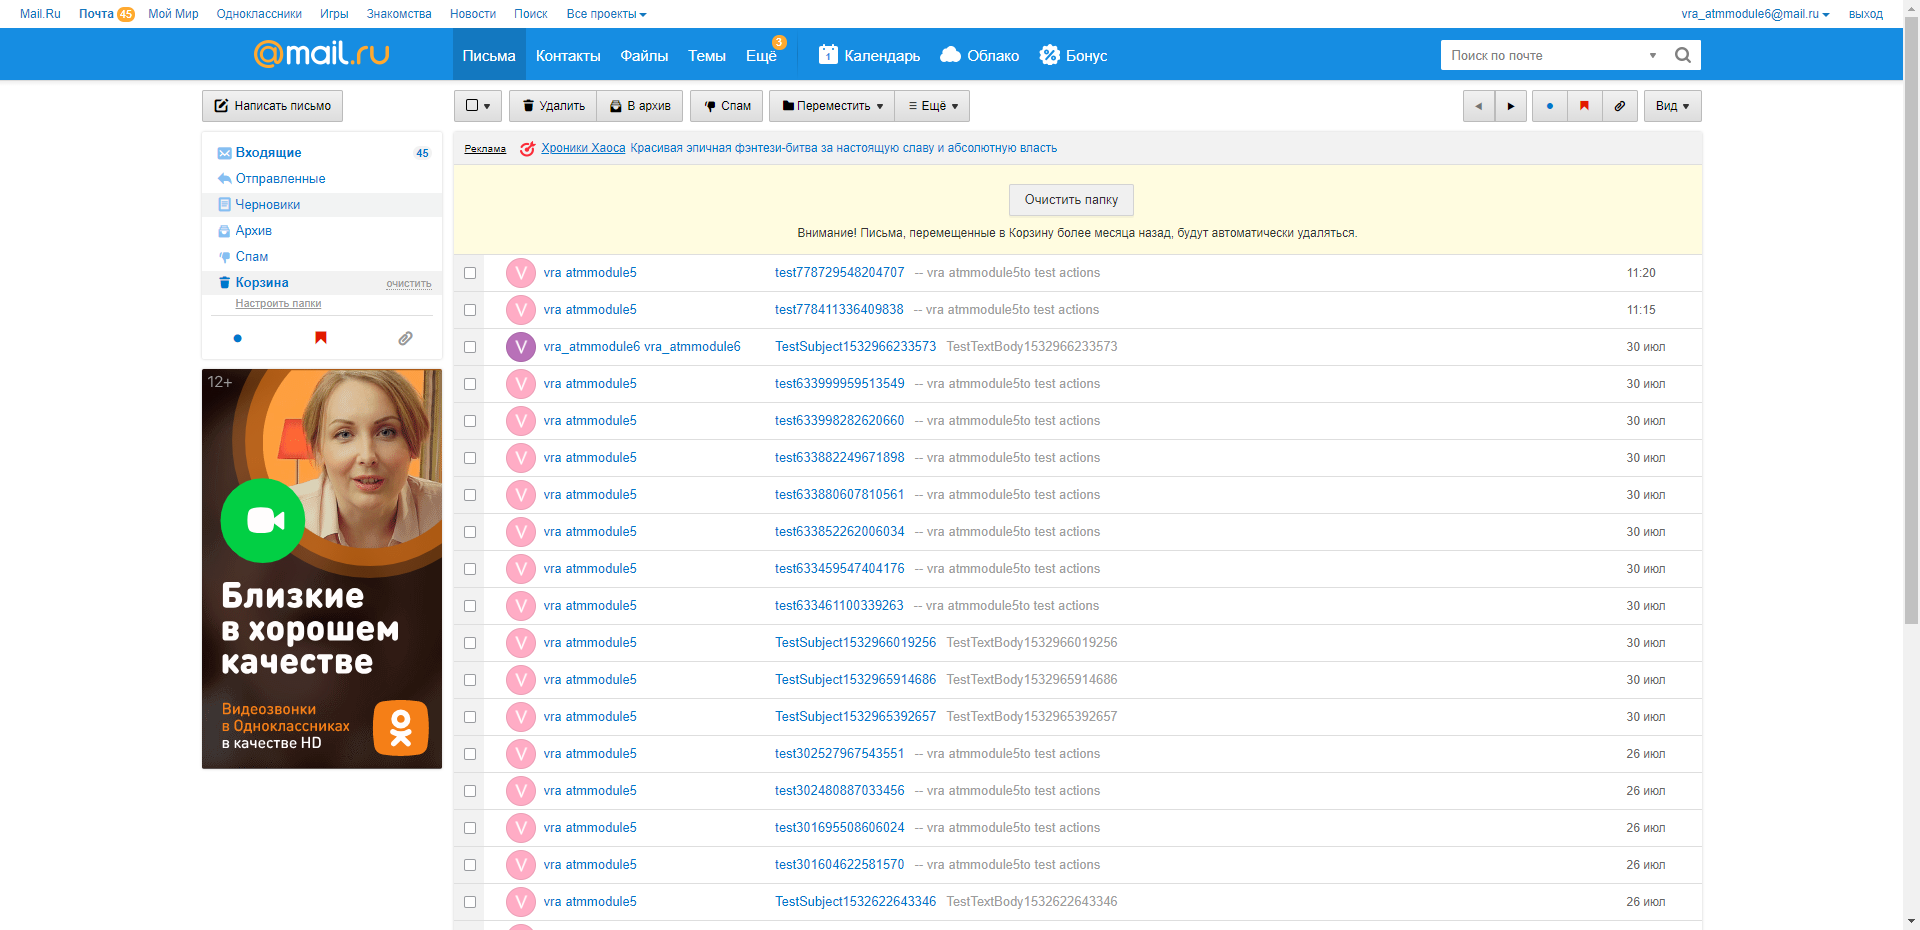 Mail.Ru Почта 45 Мой Мир Одноклассники Игры Знакомства Новости Поиск Все проекты vra_atmmodule6@mail.ru выход
@mail.ru Письма Контакты Файлы Темы Ещё 3 1 Календарь Облако Бонус Поиск по почте
Написать письмо Удалить В архив Спам Переместить Ещё Вид
Входящие 45
Отправленные
Черновики
Архив
Спам
Корзина очистить
Настроить папки
12+
Близкие
в хорошем
качестве
Видеозвонки
в Одноклассниках
в качестве HD
Реклама Хроники Хаоса Красивая эпичная фэнтези-битва за настоящую славу и абсолютную власть
Очистить папку
Внимание! Письма, перемещенные в Корзину более месяца назад, будут автоматически удаляться.
V vra atmmodule5 test778729548204707 -- vra atmmodule5to test actions 11:20
V vra atmmodule5 test778411336409838 -- vra atmmodule5to test actions 11:15
V vra_atmmodule6 vra_atmmodule6 TestSubject1532966233573 TestTextBody1532966233573 30 июл
V vra atmmodule5 test633999959513549 -- vra atmmodule5to test actions 30 июл
V vra atmmodule5 test633998282620660 -- vra atmmodule5to test actions 30 июл
V vra atmmodule5 test633882249671898 -- vra atmmodule5to test actions 30 июл
V vra atmmodule5 test633880607810561 -- vra atmmodule5to test actions 30 июл
V vra atmmodule5 test633852262006034 -- vra atmmodule5to test actions 30 июл
V vra atmmodule5 test633459547404176 -- vra atmmodule5to test actions 30 июл
V vra atmmodule5 test633461100339263 -- vra atmmodule5to test actions 30 июл
V vra atmmodule5 TestSubject1532966019256 TestTextBody1532966019256 30 июл
V vra atmmodule5 TestSubject1532965914686 TestTextBody1532965914686 30 июл
V vra atmmodule5 TestSubject1532965392657 TestTextBody1532965392657 30 июл
V vra atmmodule5 test302527967543551 -- vra atmmodule5to test actions 26 июл
V vra atmmodule5 test302480887033456 -- vra atmmodule5to test actions 26 июл
V vra atmmodule5 test301695508606024 -- vra atmmodule5to test actions 26 июл
V vra atmmodule5 test301604622581570 -- vra atmmodule5to test actions 26 июл
V vra atmmodule5 TestSubject1532622643346 TestTextBody1532622643346 26 июл